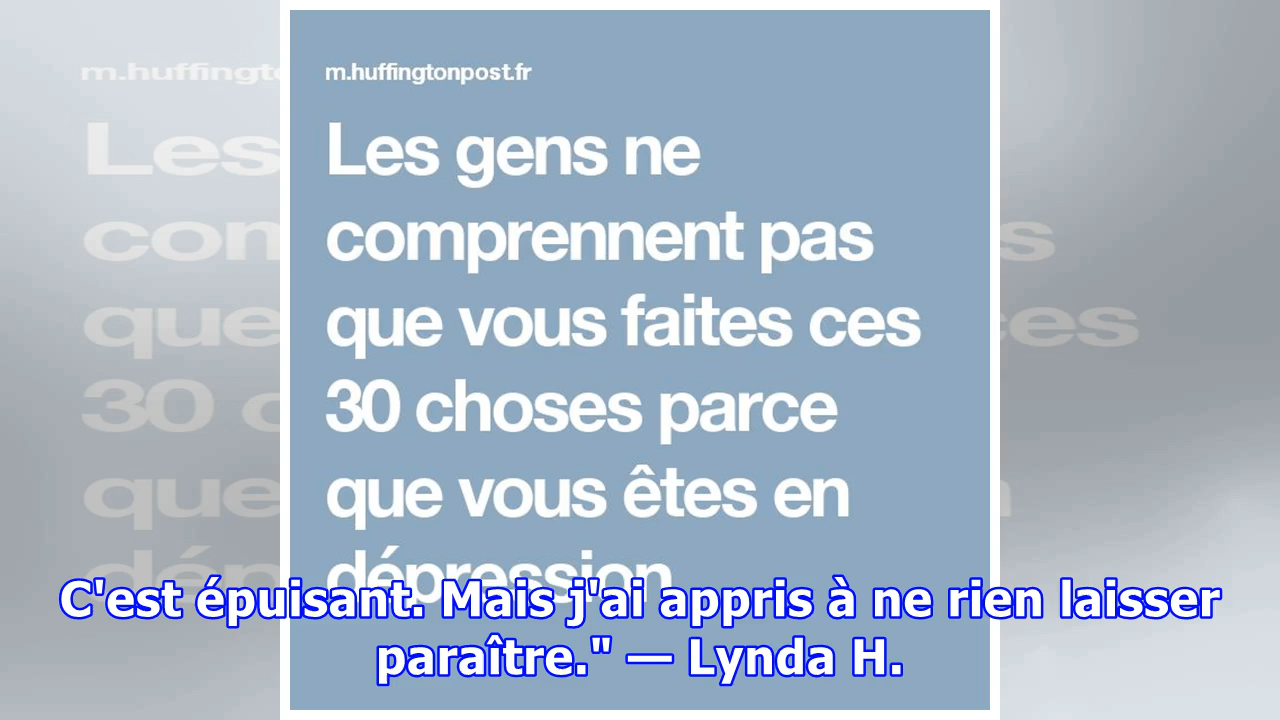 m.huffingtonpost.fr
Les gens ne
comprennent pas
que vous faites ces
30 choses parce
que vous êtes en
dépression
C'est épuisant. Mais j'ai appris à ne rien laisser
paraître." — Lynda H.